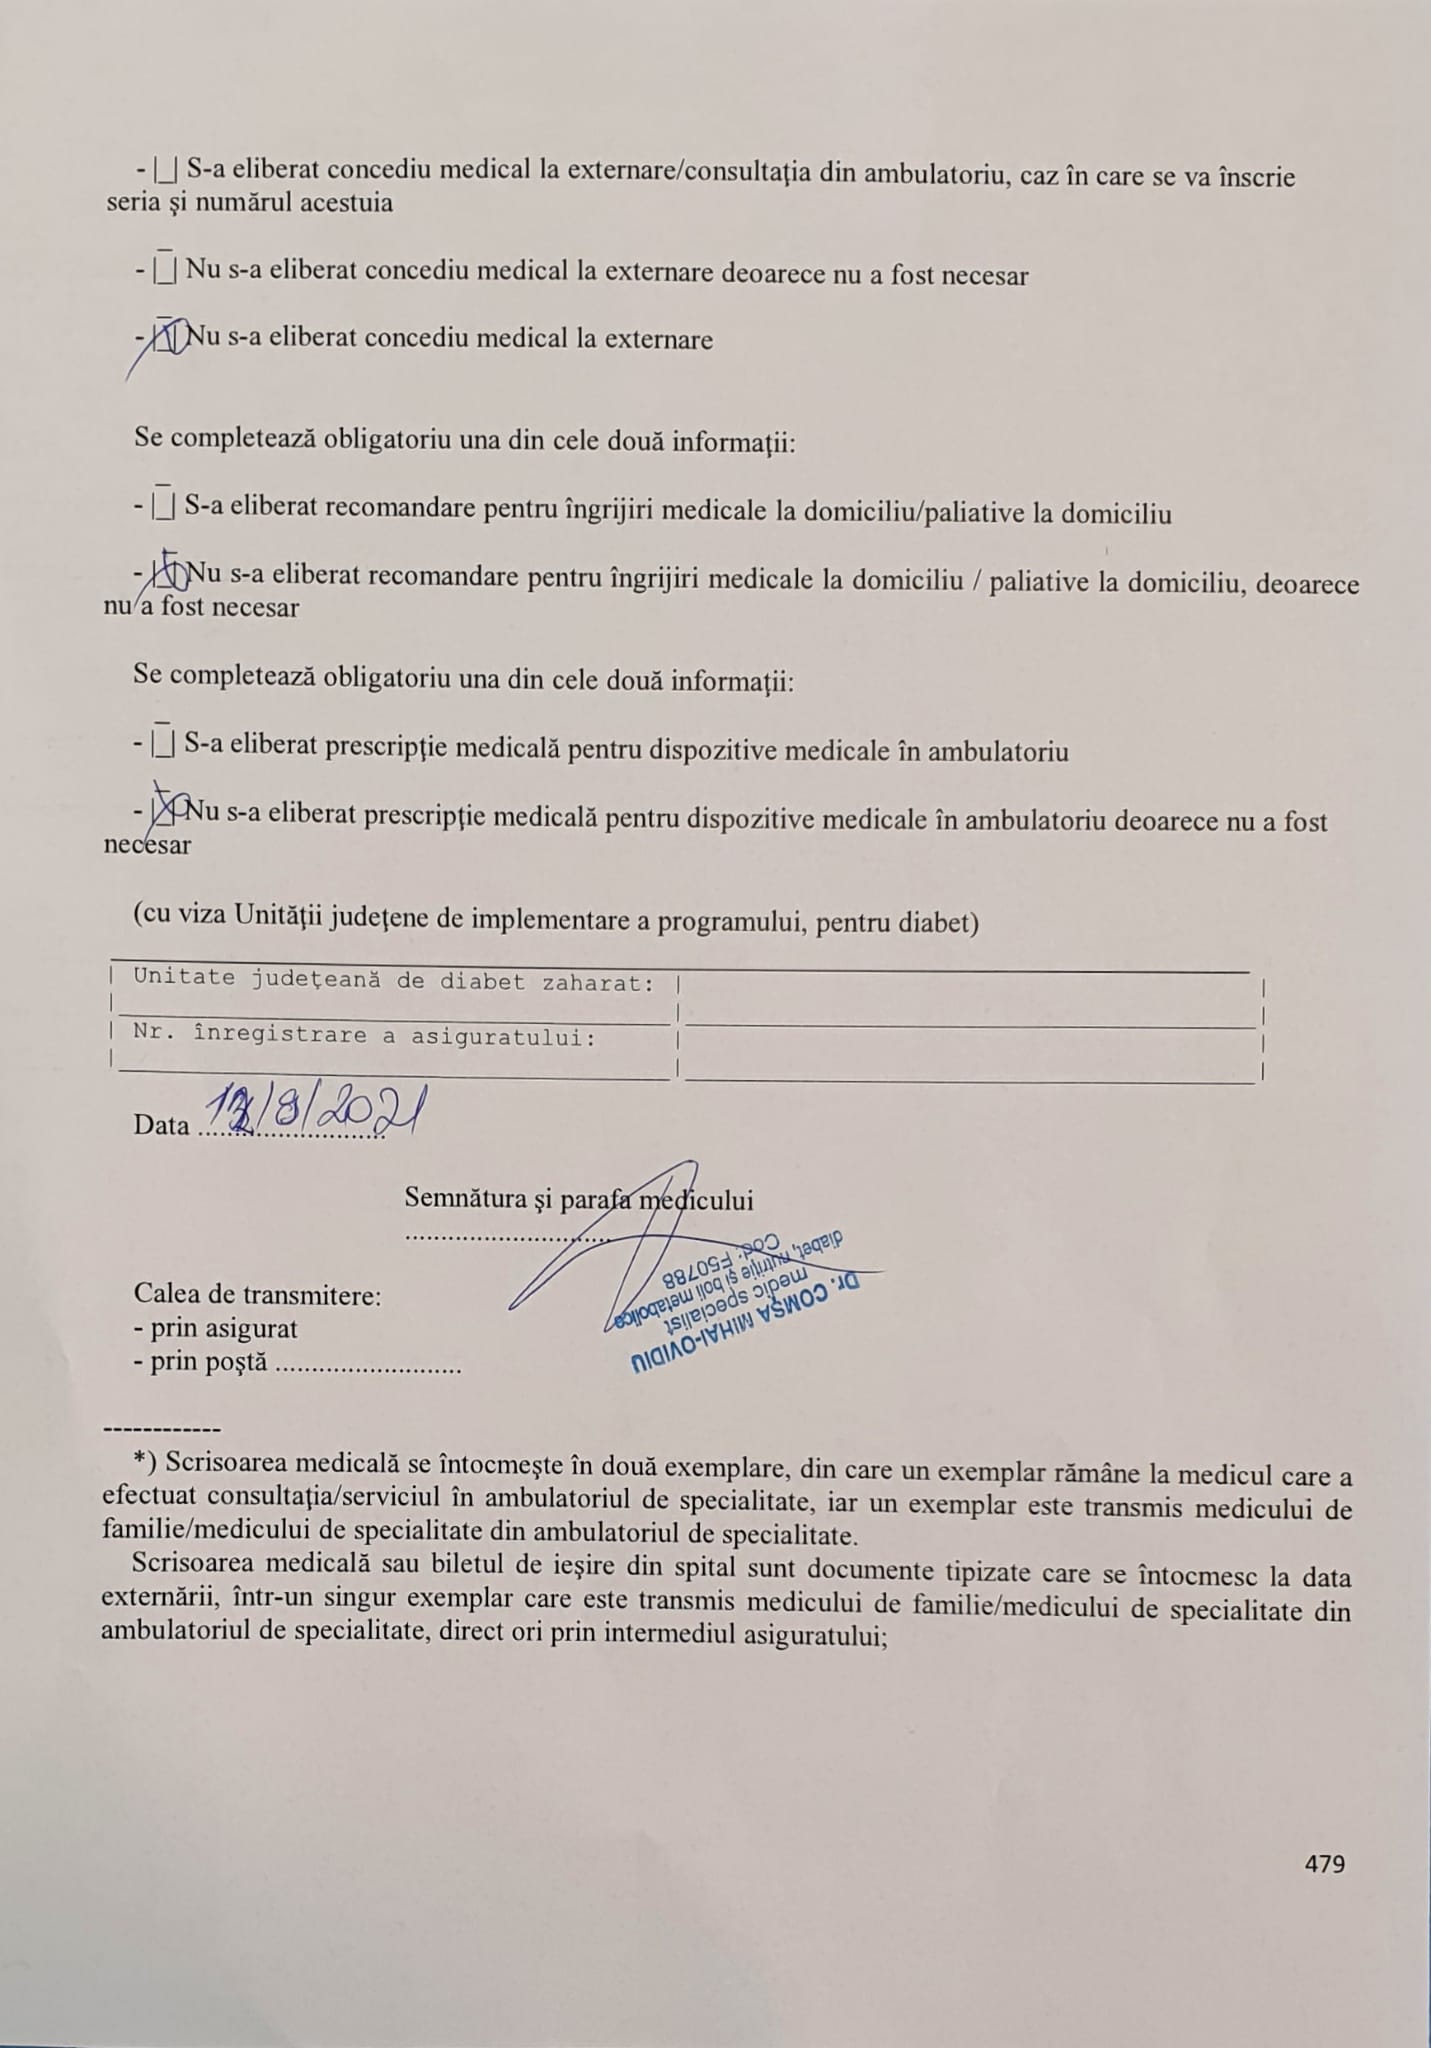 - |_| S-a eliberat concediu medical la externare/consultaţia din ambulatoriu, caz în care se va înscrie
seria şi numărul acestuia
- |_| Nu s-a eliberat concediu medical la externare deoarece nu a fost necesar
- |_| Nu s-a eliberat concediu medical la externare
Se completează obligatoriu una din cele două informaţii:
- |_| S-a eliberat recomandare pentru îngrijiri medicale la domiciliu/paliative la domiciliu
- |_| Nu s-a eliberat recomandare pentru îngrijiri medicale la domiciliu / paliative la domiciliu, deoarece
nu a fost necesar
Se completează obligatoriu una din cele două informaţii:
- |_| S-a eliberat prescripţie medicală pentru dispozitive medicale în ambulatoriu
- |_| Nu s-a eliberat prescripţie medicală pentru dispozitive medicale în ambulatoriu deoarece nu a fost
necesar
(cu viza Unităţii judeţene de implementare a programului, pentru diabet)
Unitate judeţeană de diabet zaharat:
Nr. înregistrare a asiguratului:
Data /8/2021
Semnătura şi parafa medicului
Dr. COMŞA MIHAI-OVIDIU
medic specialist
diabet, nutriţie şi boli metabolice
Cod: F50788
Calea de transmitere:
- prin asigurat
- prin poştă .........................
------------
*) Scrisoarea medicală se întocmeşte în două exemplare, din care un exemplar rămâne la medicul care a
efectuat consultaţia/serviciul în ambulatoriul de specialitate, iar un exemplar este transmis medicului de
familie/medicului de specialitate din ambulatoriul de specialitate.
Scrisoarea medicală sau biletul de ieşire din spital sunt documente tipizate care se întocmesc la data
externării, într-un singur exemplar care este transmis medicului de familie/medicului de specialitate din
ambulatoriul de specialitate, direct ori prin intermediul asiguratului;
479